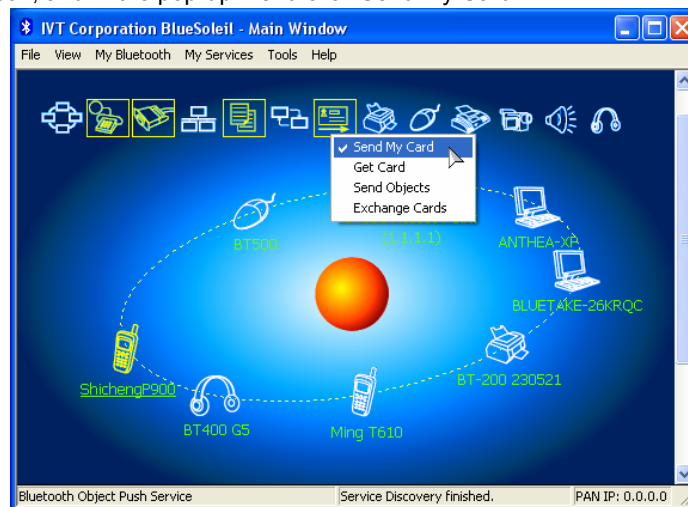 IVT Corporation BlueSoleil - Main Window
File View My Bluetooth My Services Tools Help
Send My Card
Get Card
Send Objects
Exchange Cards
(1.1.1.1)
BT500
ANTHEA-XP
BLUETAKE-26KRQC
ShichengP900
BT-200 230521
BT400 G5
Ming T610
Bluetooth Object Push Service
Service Discovery finished.
PAN IP: 0.0.0.0